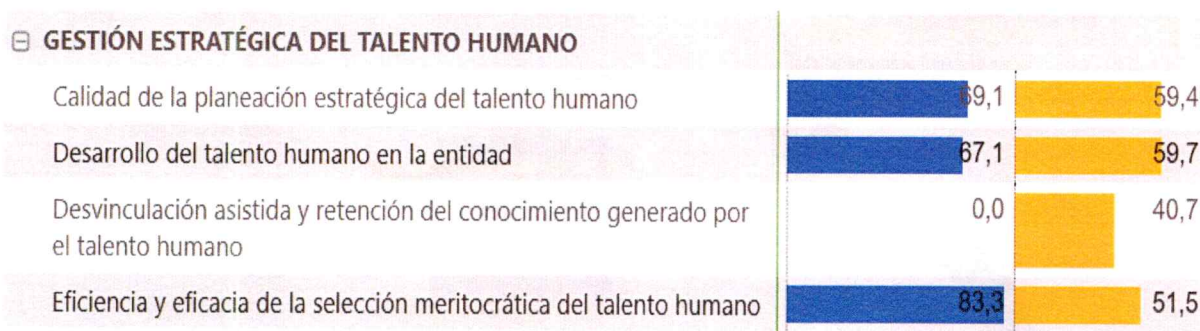 GESTIÓN ESTRATÉGICA DEL TALENTO HUMANO
Calidad de la planeación estratégica del talento humano 69,1 59,4
Desarrollo del talento humano en la entidad 67,1 59,7
Desvinculación asistida y retención del conocimiento generado por 0,0 40,7
el talento humano
Eficiencia y eficacia de la selección meritocrática del talento humano 83,3 51,5